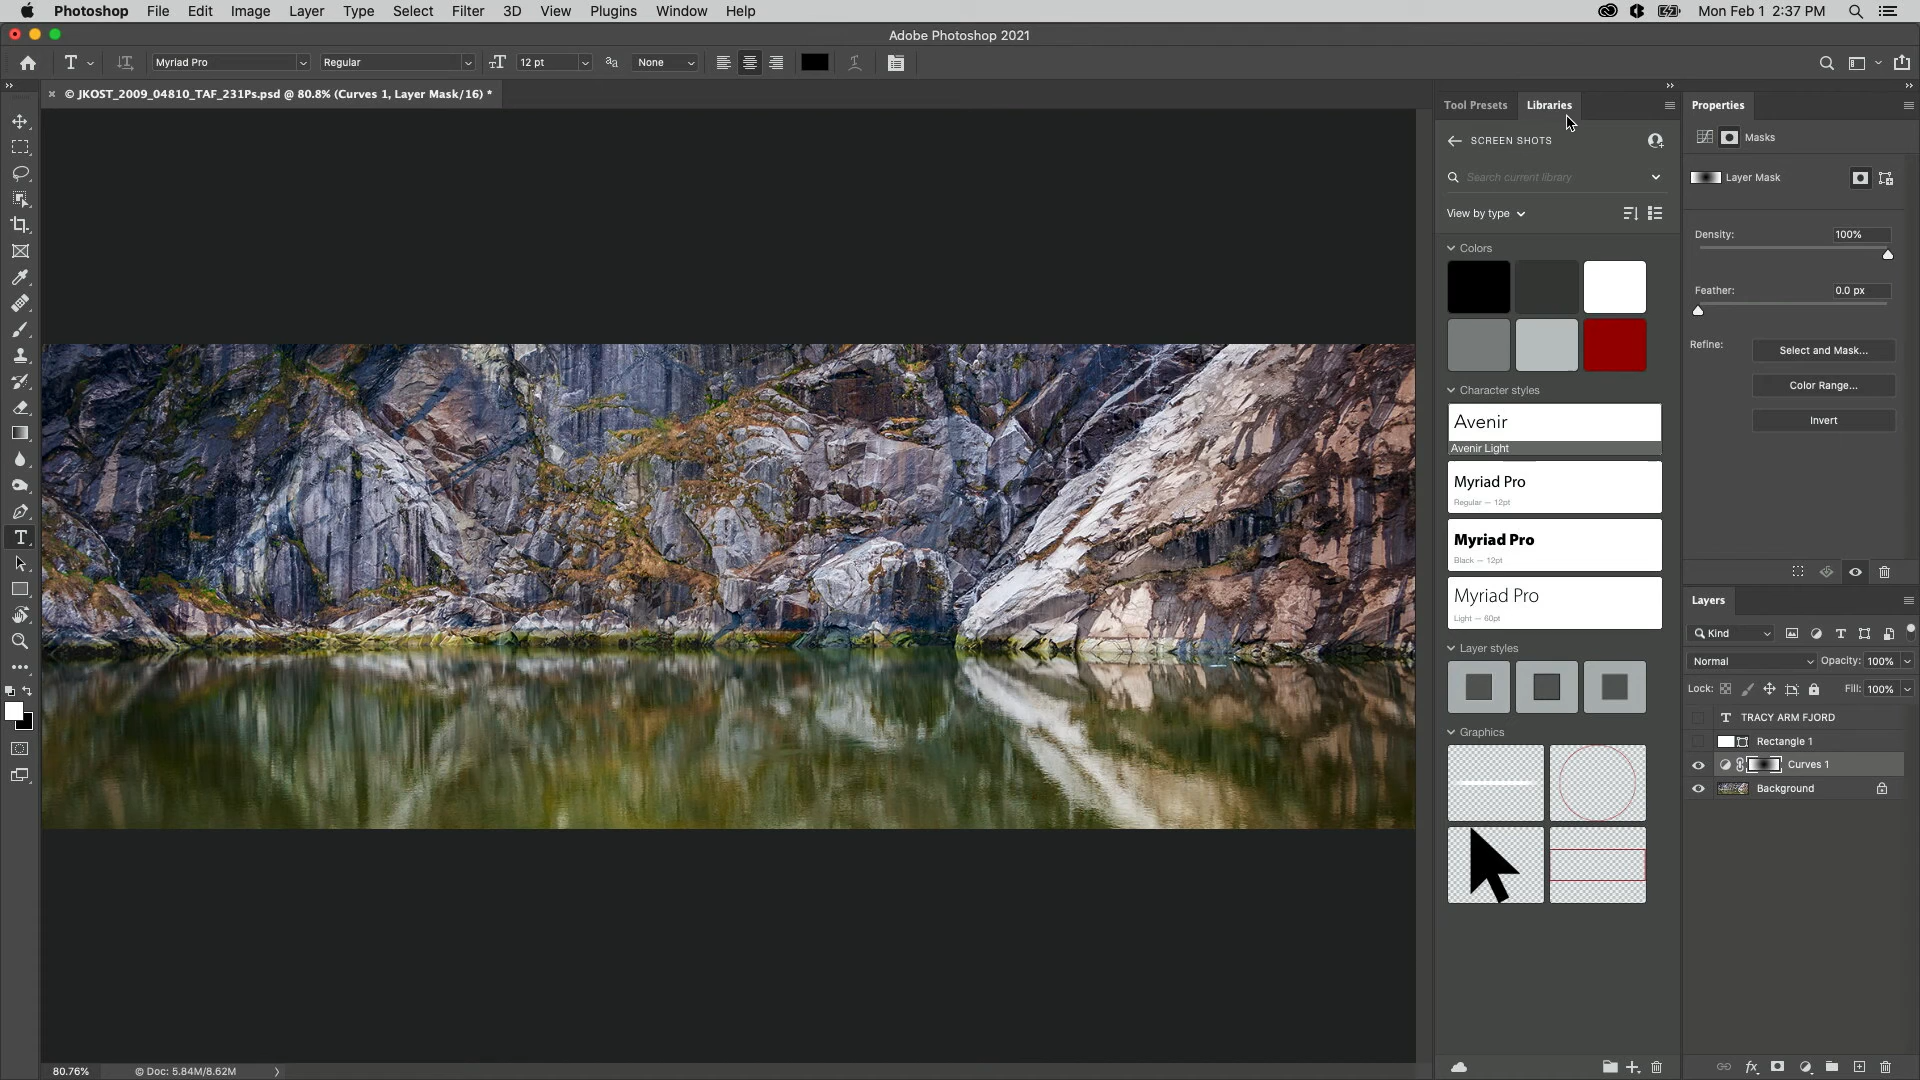 Photoshop File Edit Image Layer Type Select Filter 3D View Plugins Window Help Mon Feb 1 2:37 PM
Adobe Photoshop 2021
T Myriad Pro Regular 12 pt None
© JKOST_2009_04810_TAF_231Ps.psd @ 80.8% (Curves 1, Layer Mask/16) *
Tool Presets Libraries
SCREEN SHOTS
Search current library
View by type
Colors
Character styles
Avenir
Avenir Light
Myriad Pro
Regular — 12pt
Myriad Pro
Black — 12pt
Myriad Pro
Light — 60pt
Layer styles
Graphics
Properties
Masks
Layer Mask
Density: 100%
Feather: 0.0 px
Refine: Select and Mask...
Color Range...
Invert
Layers
Kind
Normal Opacity: 100%
Lock: Fill: 100%
T TRACY ARM FJORD
Rectangle 1
Curves 1
Background
80.76% © Doc: 5.84M/8.62M